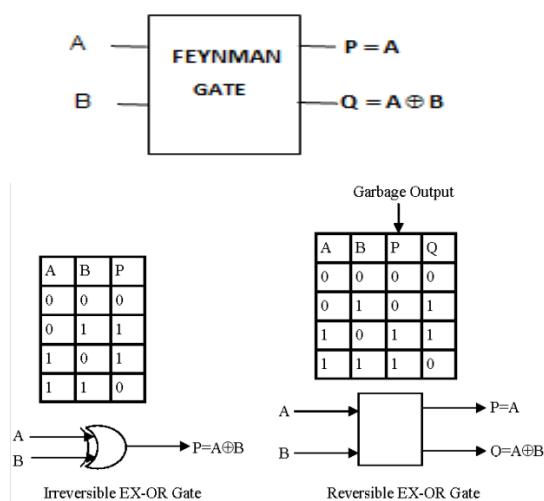 A
FEYNMAN
P = A
B
GATE
Q = A ⊕ B
Garbage Output
A B P
0 0 0
0 1 1
1 0 1
1 1 0
A B P Q
0 0 0 0
0 1 0 1
1 0 1 1
1 1 1 0
A
B
P=A⊕B
A
B
P=A
Q=A⊕B
Irreversible EX-OR Gate
Reversible EX-OR Gate